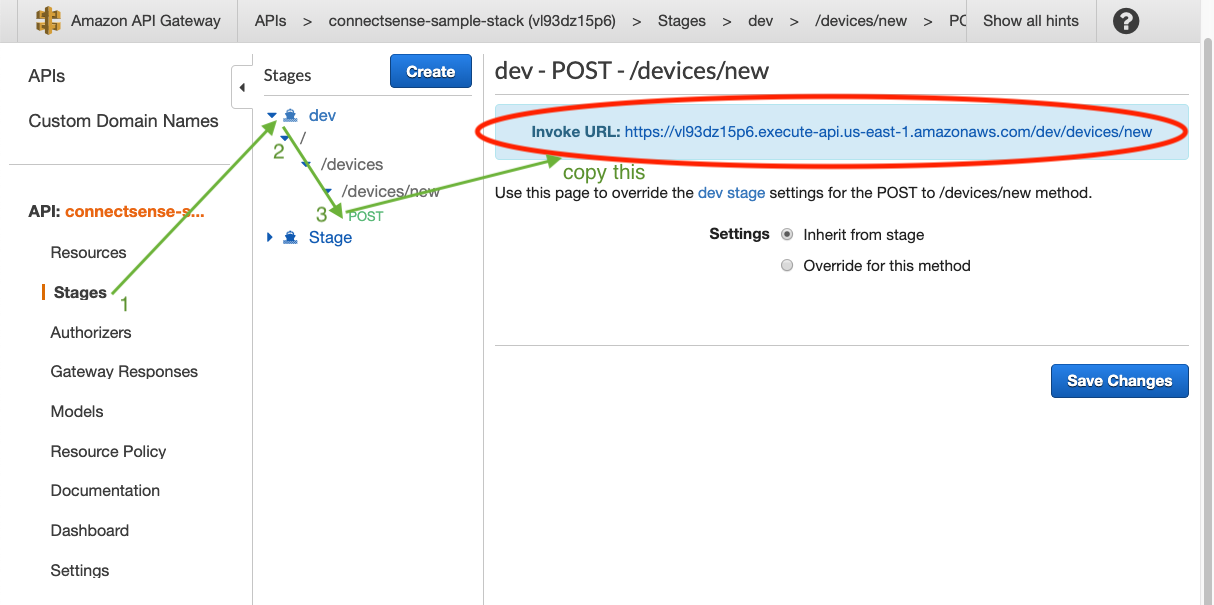 Amazon API Gateway APIs > connectsense-sample-stack (vl93dz15p6) > Stages > dev > /devices/new > PO Show all hints ?
APIs
Custom Domain Names
API: connectsense-s...
Resources
Stages
1
Authorizers
Gateway Responses
Models
Resource Policy
Documentation
Dashboard
Settings
Stages Create
dev
2 /
/devices
/devices/new
3 POST
Stage
dev - POST - /devices/new
Invoke URL: https://vl93dz15p6.execute-api.us-east-1.amazonaws.com/dev/devices/new
copy this
Use this page to override the dev stage settings for the POST to /devices/new method.
Settings Inherit from stage
Override for this method
Save Changes